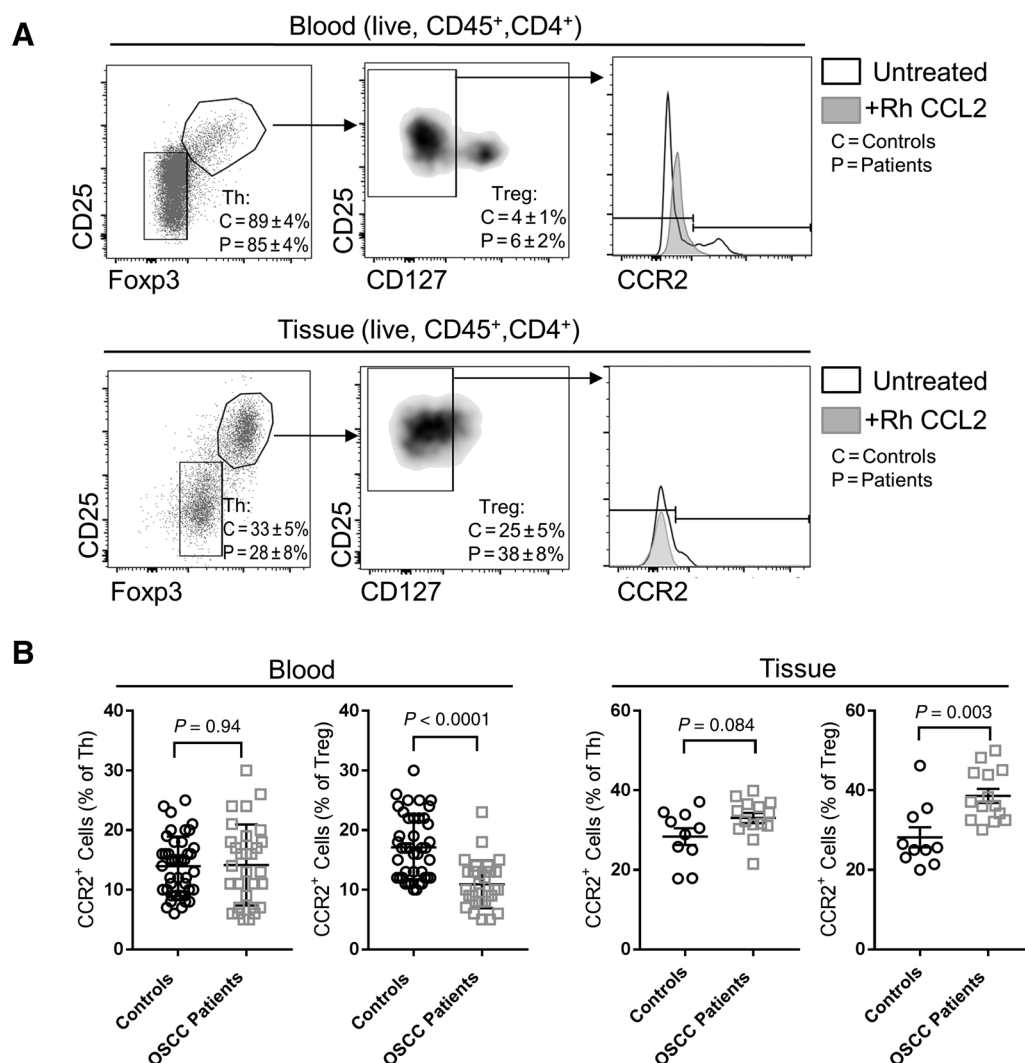 A
Blood (live, CD45+,CD4+)
CD25
Foxp3
Th:
C=89±4%
P=85±4%
CD25
CD127
Treg:
C=4±1%
P=6±2%
CCR2
Untreated
+Rh CCL2
C=Controls
P=Patients
Tissue (live, CD45+,CD4+)
CD25
Foxp3
Th:
C=33±5%
P=28±8%
CD25
CD127
Treg:
C=25±5%
P=38±8%
CCR2
Untreated
+Rh CCL2
C=Controls
P=Patients
B
Blood
CCR2+ Cells (% of Th)
40
30
20
10
0
P = 0.94
Controls
OSCC Patients
CCR2+ Cells (% of Treg)
40
30
20
10
0
P < 0.0001
Controls
OSCC Patients
Tissue
CCR2+ Cells (% of Th)
60
40
20
0
P = 0.084
Controls
OSCC Patients
CCR2+ Cells (% of Treg)
60
40
20
0
P = 0.003
Controls
OSCC Patients